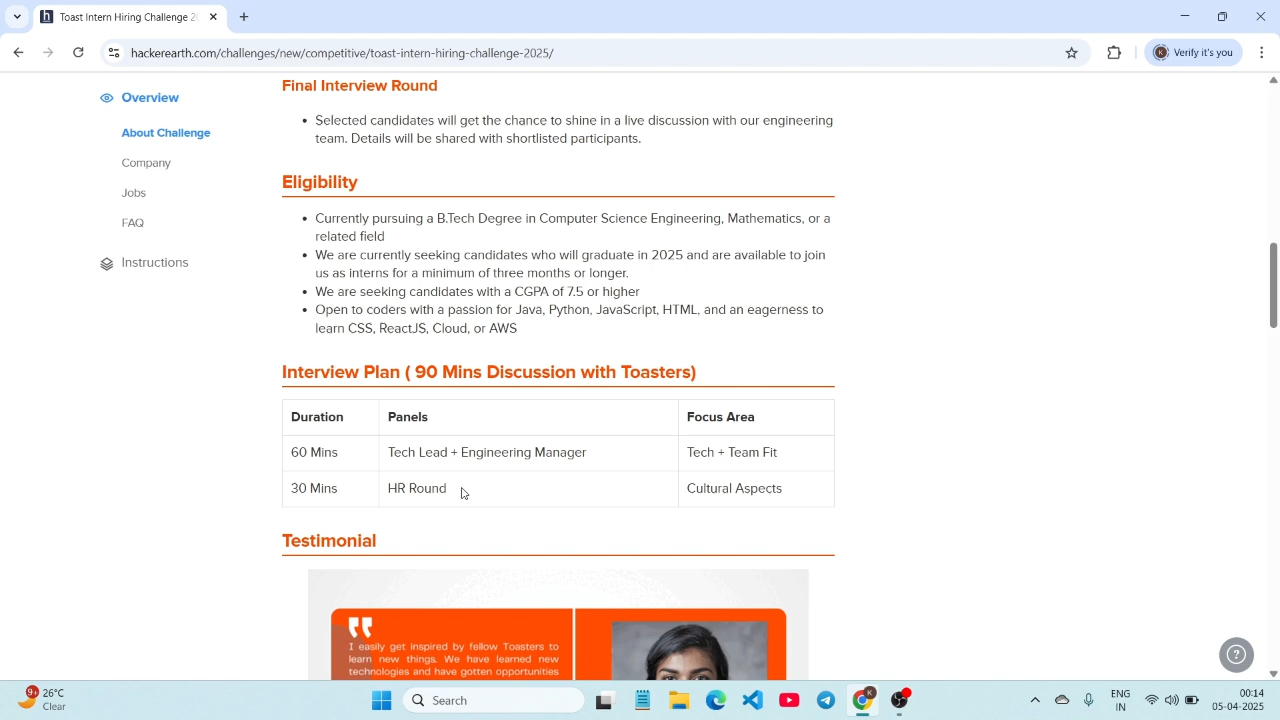 Toast Intern Hiring Challenge 20
hackerearth.com/challenges/new/competitive/toast-intern-hiring-challenge-2025/
K
Verify it's you
Overview
About Challenge
Company
Jobs
FAQ
Instructions
Final Interview Round
• Selected candidates will get the chance to shine in a live discussion with our engineering
team. Details will be shared with shortlisted participants.
Eligibility
• Currently pursuing a B.Tech Degree in Computer Science Engineering, Mathematics, or a
related field
• We are currently seeking candidates who will graduate in 2025 and are available to join
us as interns for a minimum of three months or longer.
• We are seeking candidates with a CGPA of 7.5 or higher
• Open to coders with a passion for Java, Python, JavaScript, HTML, and an eagerness to
learn CSS, ReactJS, Cloud, or AWS
Interview Plan ( 90 Mins Discussion with Toasters)
Duration Panels Focus Area
60 Mins Tech Lead + Engineering Manager Tech + Team Fit
30 Mins HR Round Cultural Aspects
Testimonial
I easily get inspired by fellow Toasters to
learn new things. We have learned new
technologies and have gotten opportunities
9+
26°C
Clear
Search
K
ENG
IN
00:14
05-04-2025